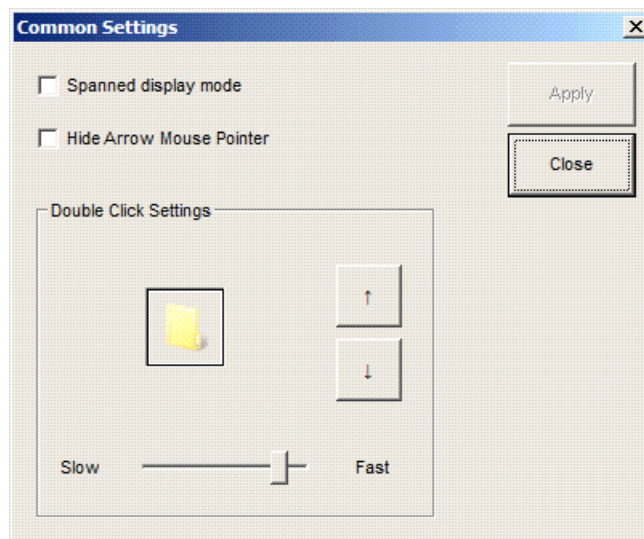 Common Settings
Spanned display mode
Apply
Hide Arrow Mouse Pointer
Close
Double Click Settings
↑
↓
Slow
Fast